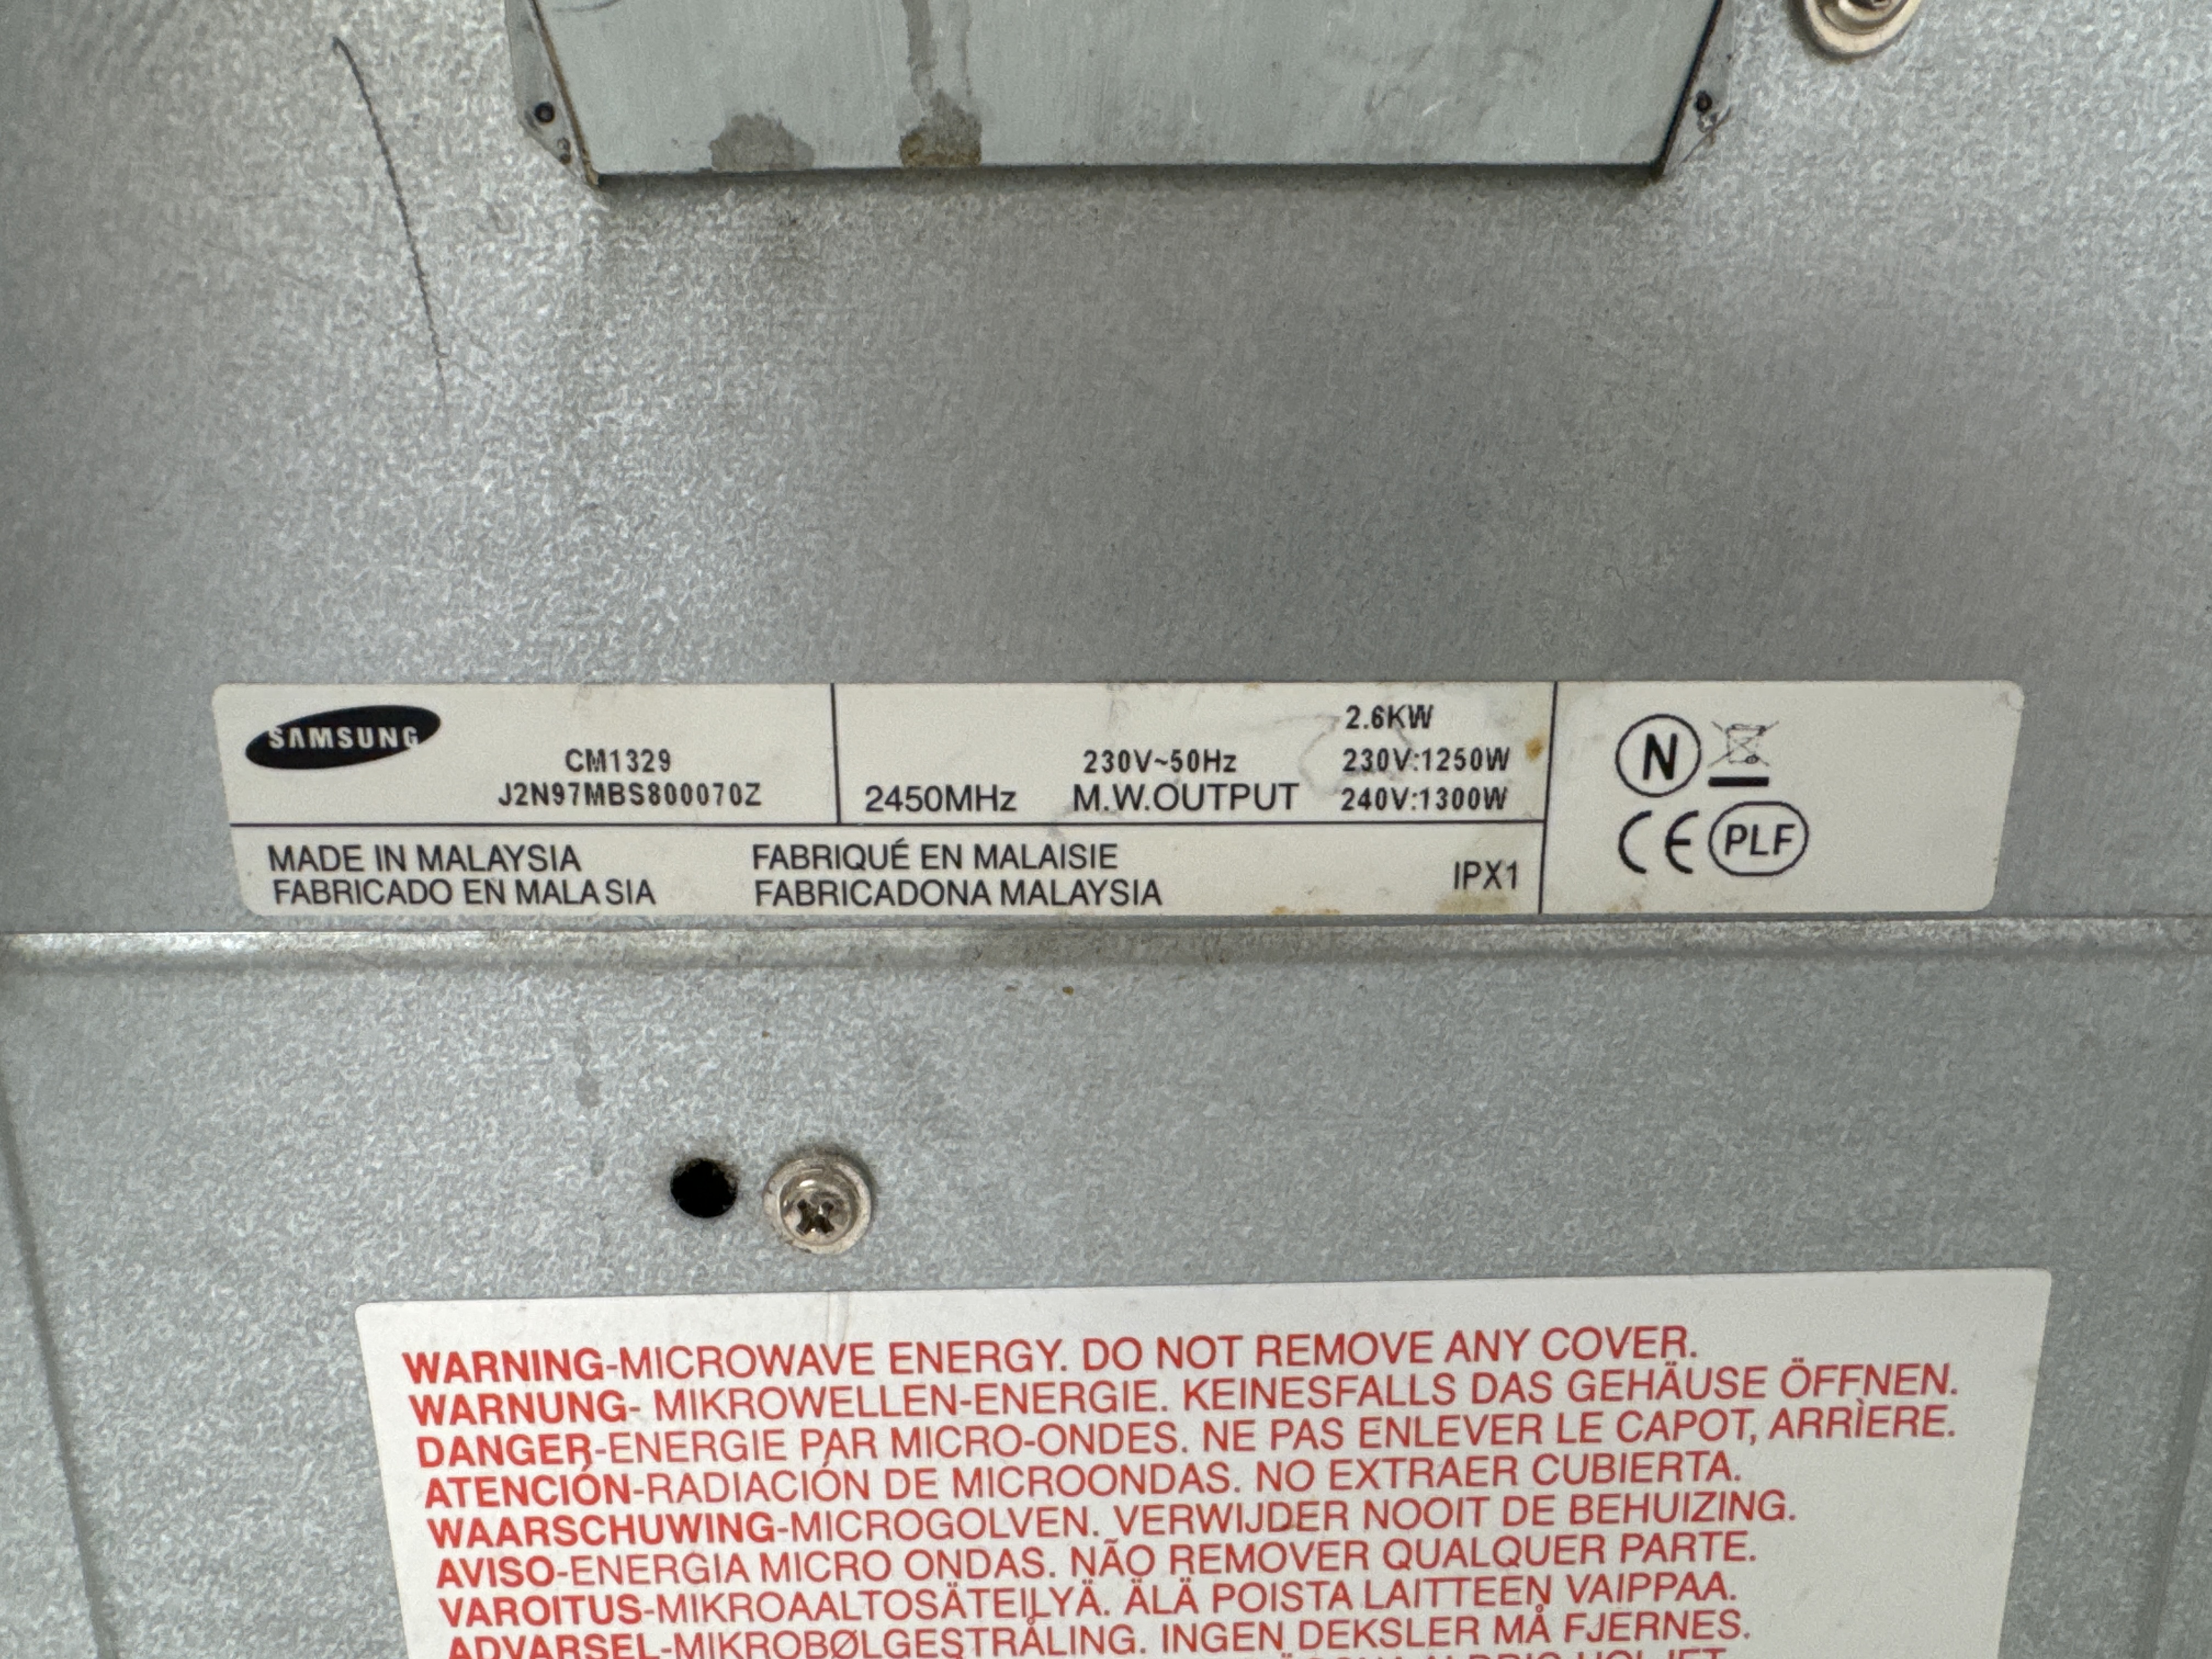 SAMSUNG
CM1329
J2N97MBS800070Z
2.6KW
230V~50Hz 230V:1250W
2450MHz M.W.OUTPUT 240V:1300W
MADE IN MALAYSIA FABRIQUÉ EN MALAISIE
FABRICADO EN MALASIA FABRICADONA MALAYSIA
IPX1
N
CE PLF
WARNING-MICROWAVE ENERGY. DO NOT REMOVE ANY COVER.
WARNUNG- MIKROWELLEN-ENERGIE. KEINESFALLS DAS GEHÄUSE ÖFFNEN.
DANGER-ENERGIE PAR MICRO-ONDES. NE PAS ENLEVER LE CAPOT, ARRÌERE.
ATENCIÓN-RADIACIÓN DE MICROONDAS. NO EXTRAER CUBIERTA.
WAARSCHUWING-MICROGOLVEN. VERWIJDER NOOIT DE BEHUIZING.
AVISO-ENERGIA MICRO ONDAS. NÃO REMOVER QUALQUER PARTE.
VAROITUS-MIKROAALTOSÄTEILYÄ. ÄLÄ POISTA LAITTEEN VAIPPAA.
ADVARSEL-MIKROBØLGESTRÅLING. INGEN DEKSLER MÅ FJERNES.